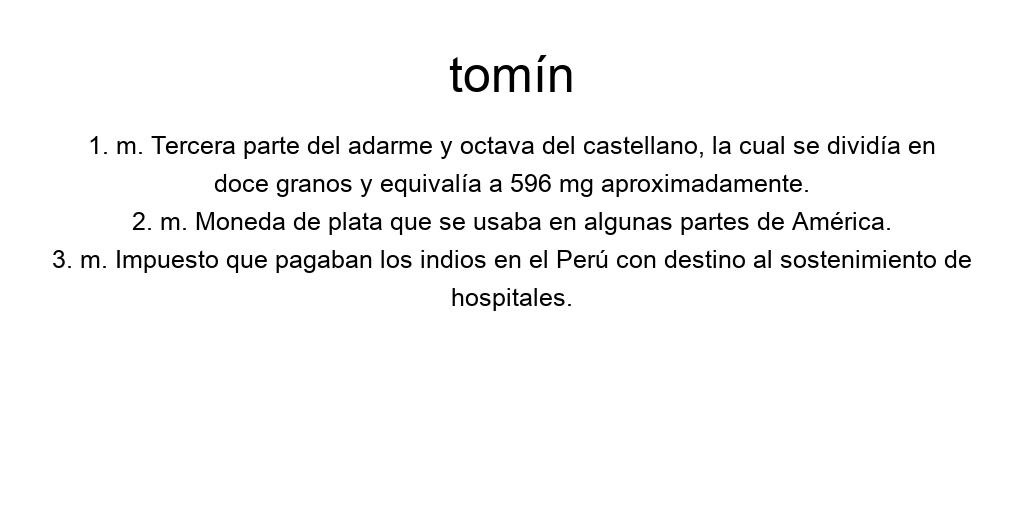 tomín
1. m. Tercera parte del adarme y octava del castellano, la cual se dividía en
doce granos y equivalía a 596 mg aproximadamente.
2. m. Moneda de plata que se usaba en algunas partes de América.
3. m. Impuesto que pagaban los indios en el Perú con destino al sostenimiento de
hospitales.